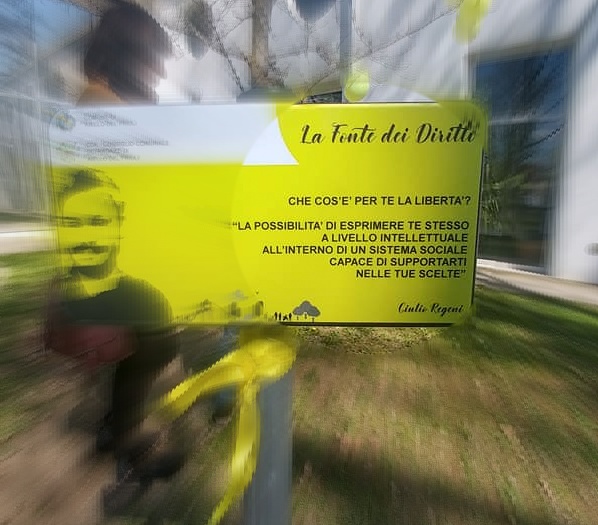 La Fonte dei Diritti
CHE COS'E' PER TE LA LIBERTA'?
"LA POSSIBILITA' DI ESPRIMERE TE STESSO
A LIVELLO INTELLETTUALE
ALL'INTERNO DI UN SISTEMA SOCIALE
CAPACE DI SUPPORTARTI
NELLE TUE SCELTE"
Giulio Regeni